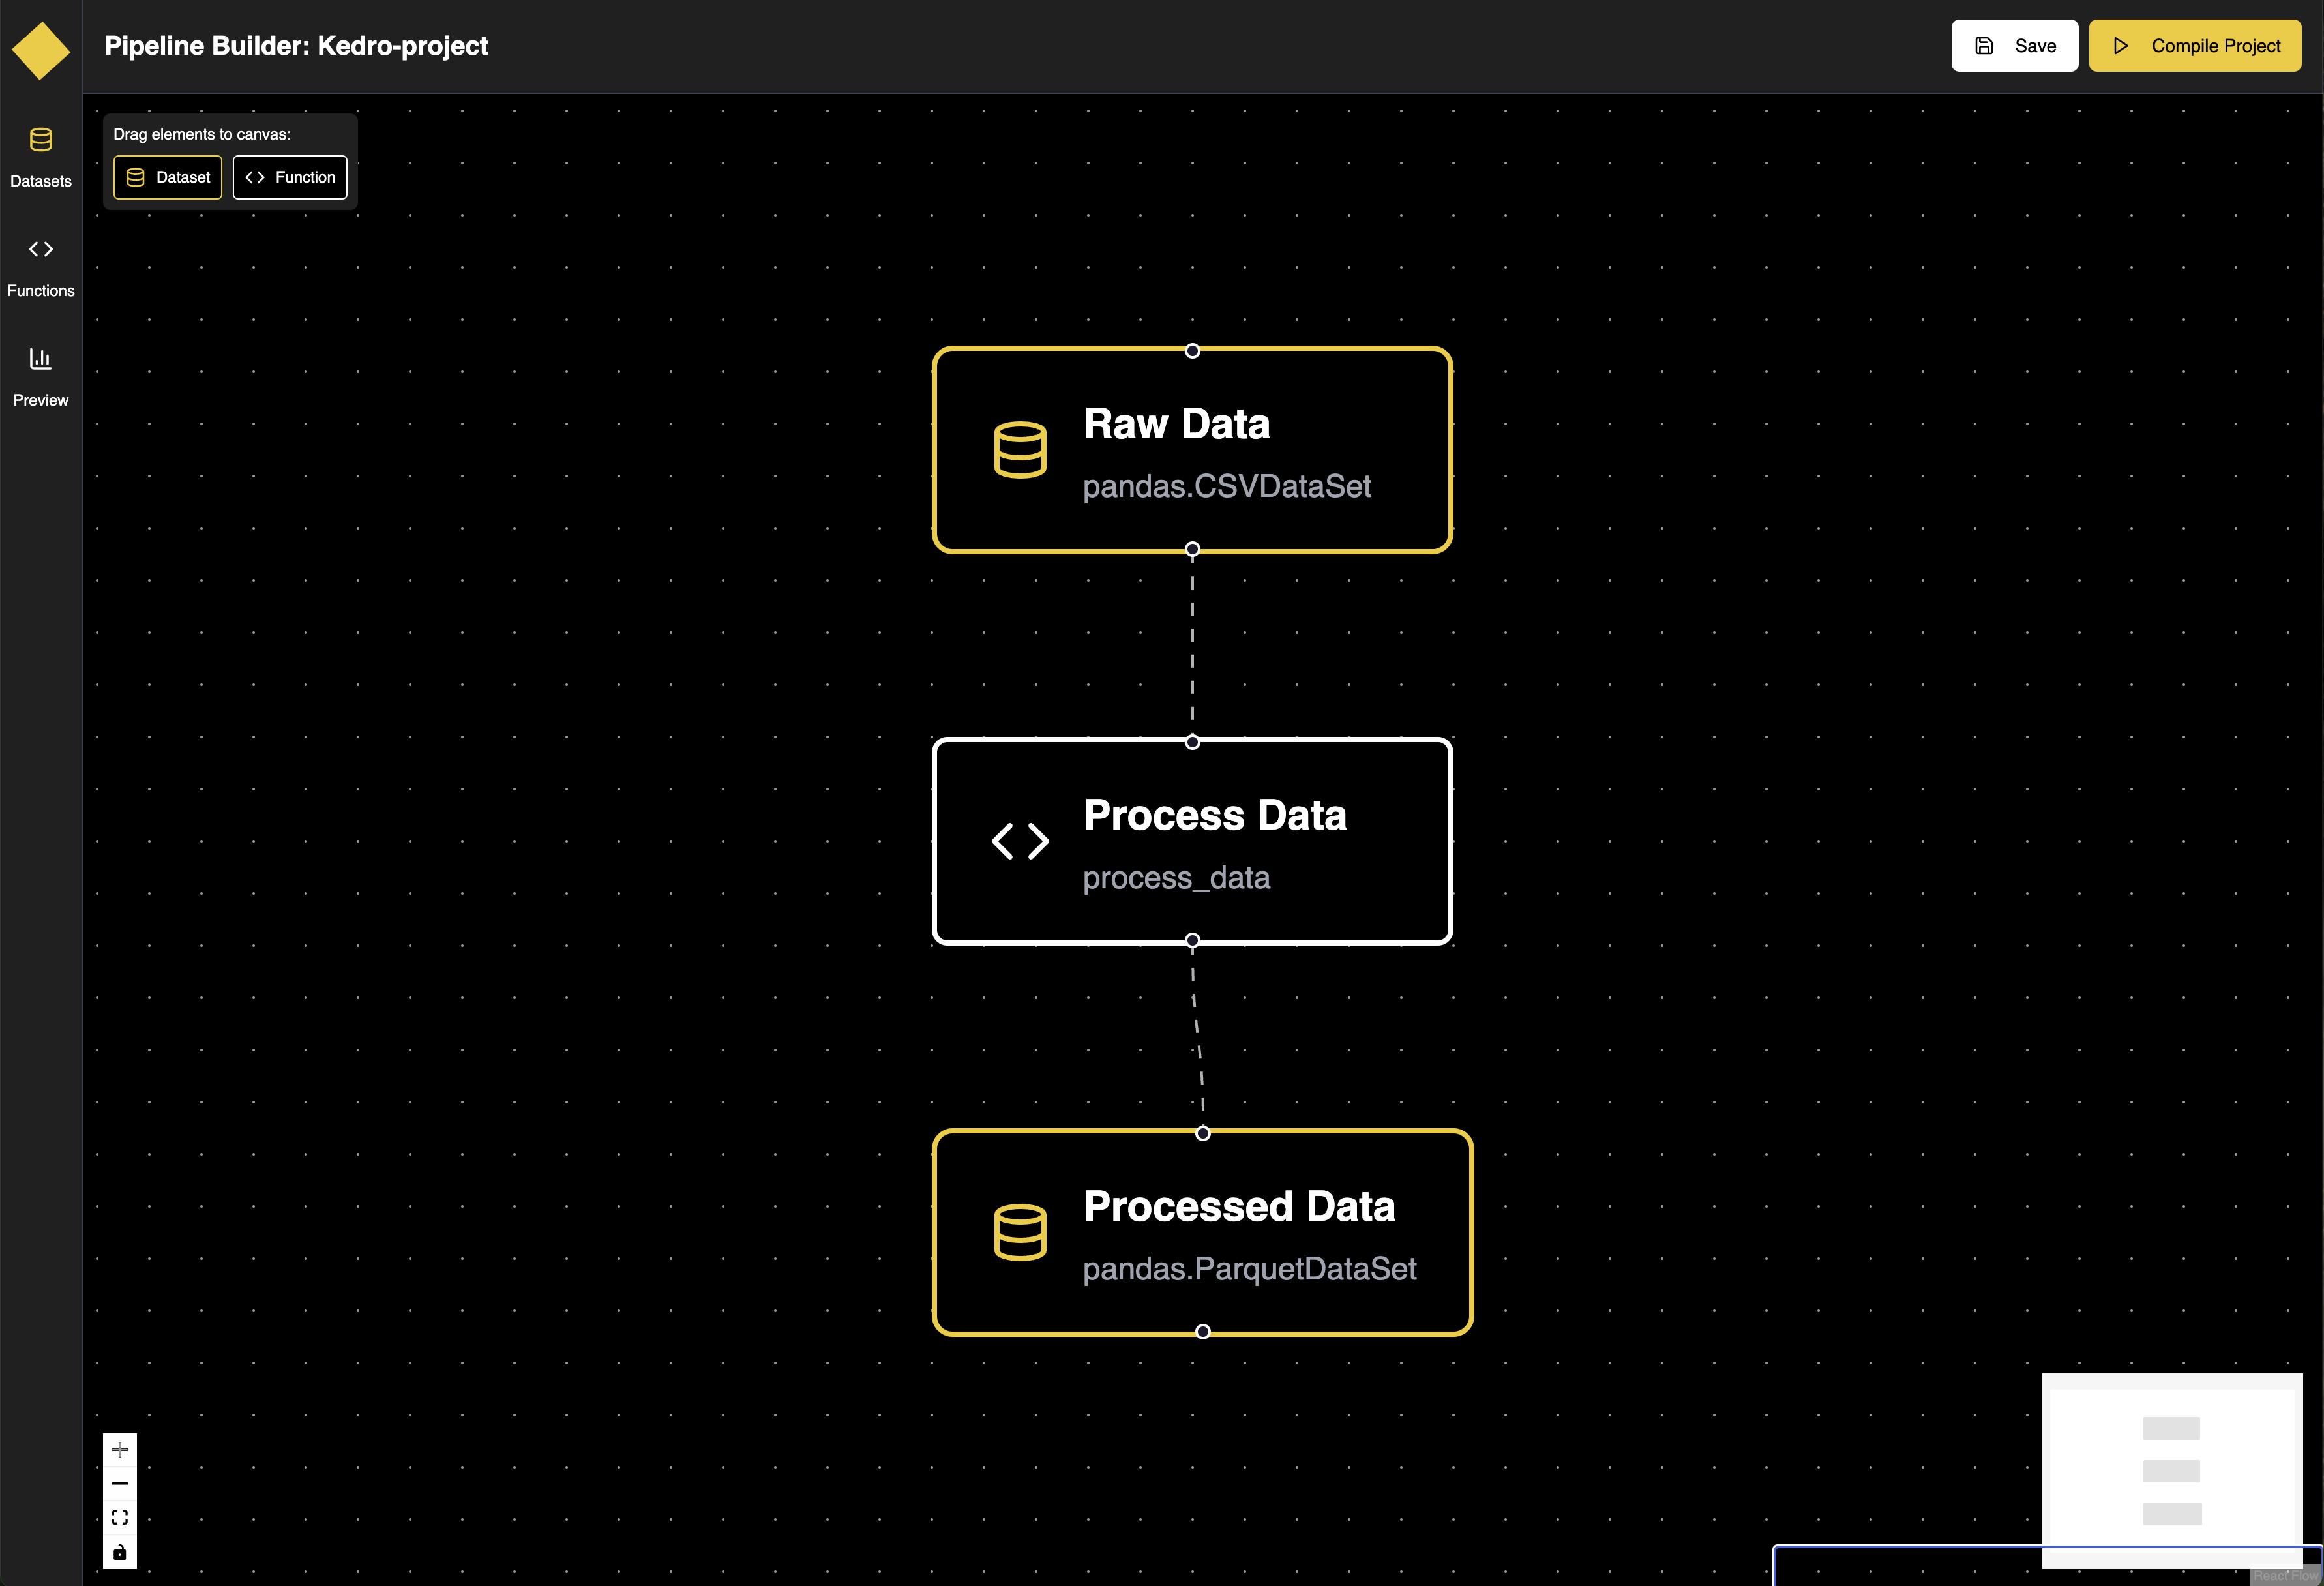 Pipeline Builder: Kedro-project
Save
Compile Project
Datasets
Functions
Preview
Drag elements to canvas:
Dataset
Function
Raw Data
pandas.CSVDataSet
Process Data
process_data
Processed Data
pandas.ParquetDataSet
React Flow